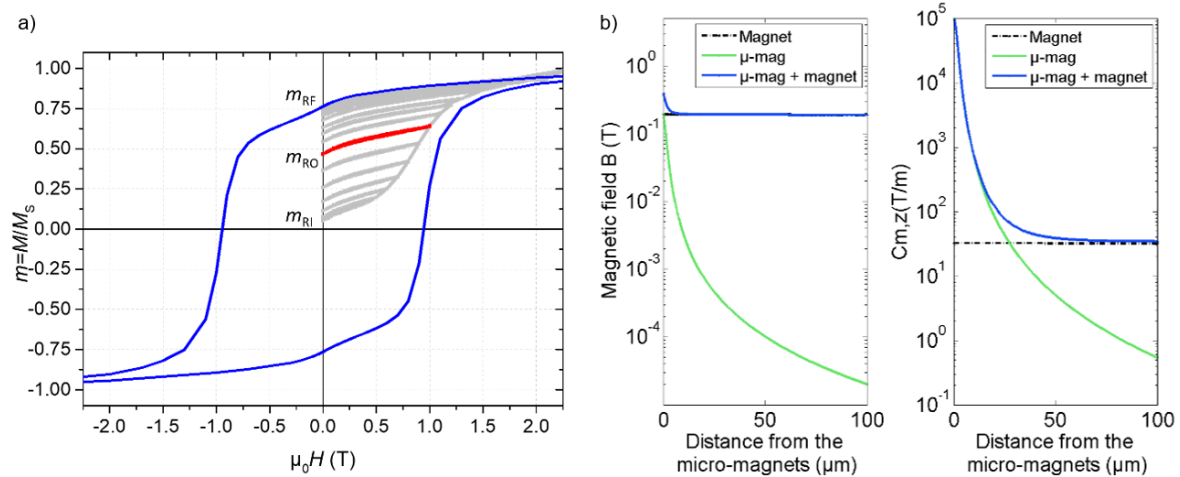 a)
1.00
0.75
0.50
0.25
0.00
-0.25
-0.50
-0.75
-1.00
m=M/Ms
mRF
mRO
mRI
-2.0 -1.5 -1.0 -0.5 0.0 0.5 1.0 1.5 2.0
μ0H (T)
b)
Magnet
μ-mag
μ-mag + magnet
10^0
10^-1
10^-2
10^-3
10^-4
Magnetic field B (T)
0 50 100
Distance from the
micro-magnets (μm)
Magnet
μ-mag
μ-mag + magnet
10^5
10^4
10^3
10^2
10^1
10^0
10^-1
Cm,z(T/m)
0 50 100
Distance from the
micro-magnets (μm)